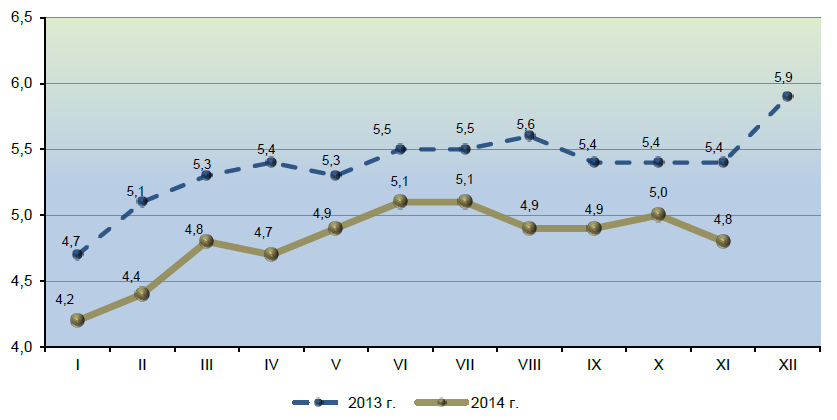 6,5
6,0
5,5
5,0
4,5
4,0
4,7 5,1 5,3 5,4 5,3 5,5 5,5 5,6 5,4 5,4 5,4 5,9
4,2 4,4 4,8 4,7 4,9 5,1 5,1 4,9 4,9 5,0 4,8
I II III IV V VI VII VIII IX X XI XII
2013 г. 2014 г.